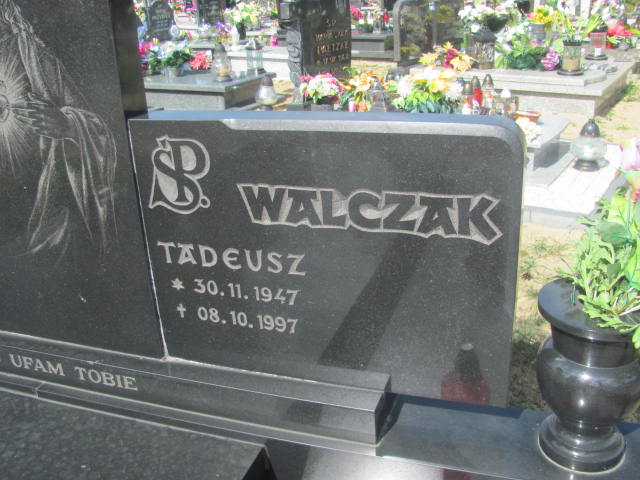 ŚP.
WALCZAK
TADEUSZ
* 30.11.1947
† 08.10.1997
UFAM TOBIE